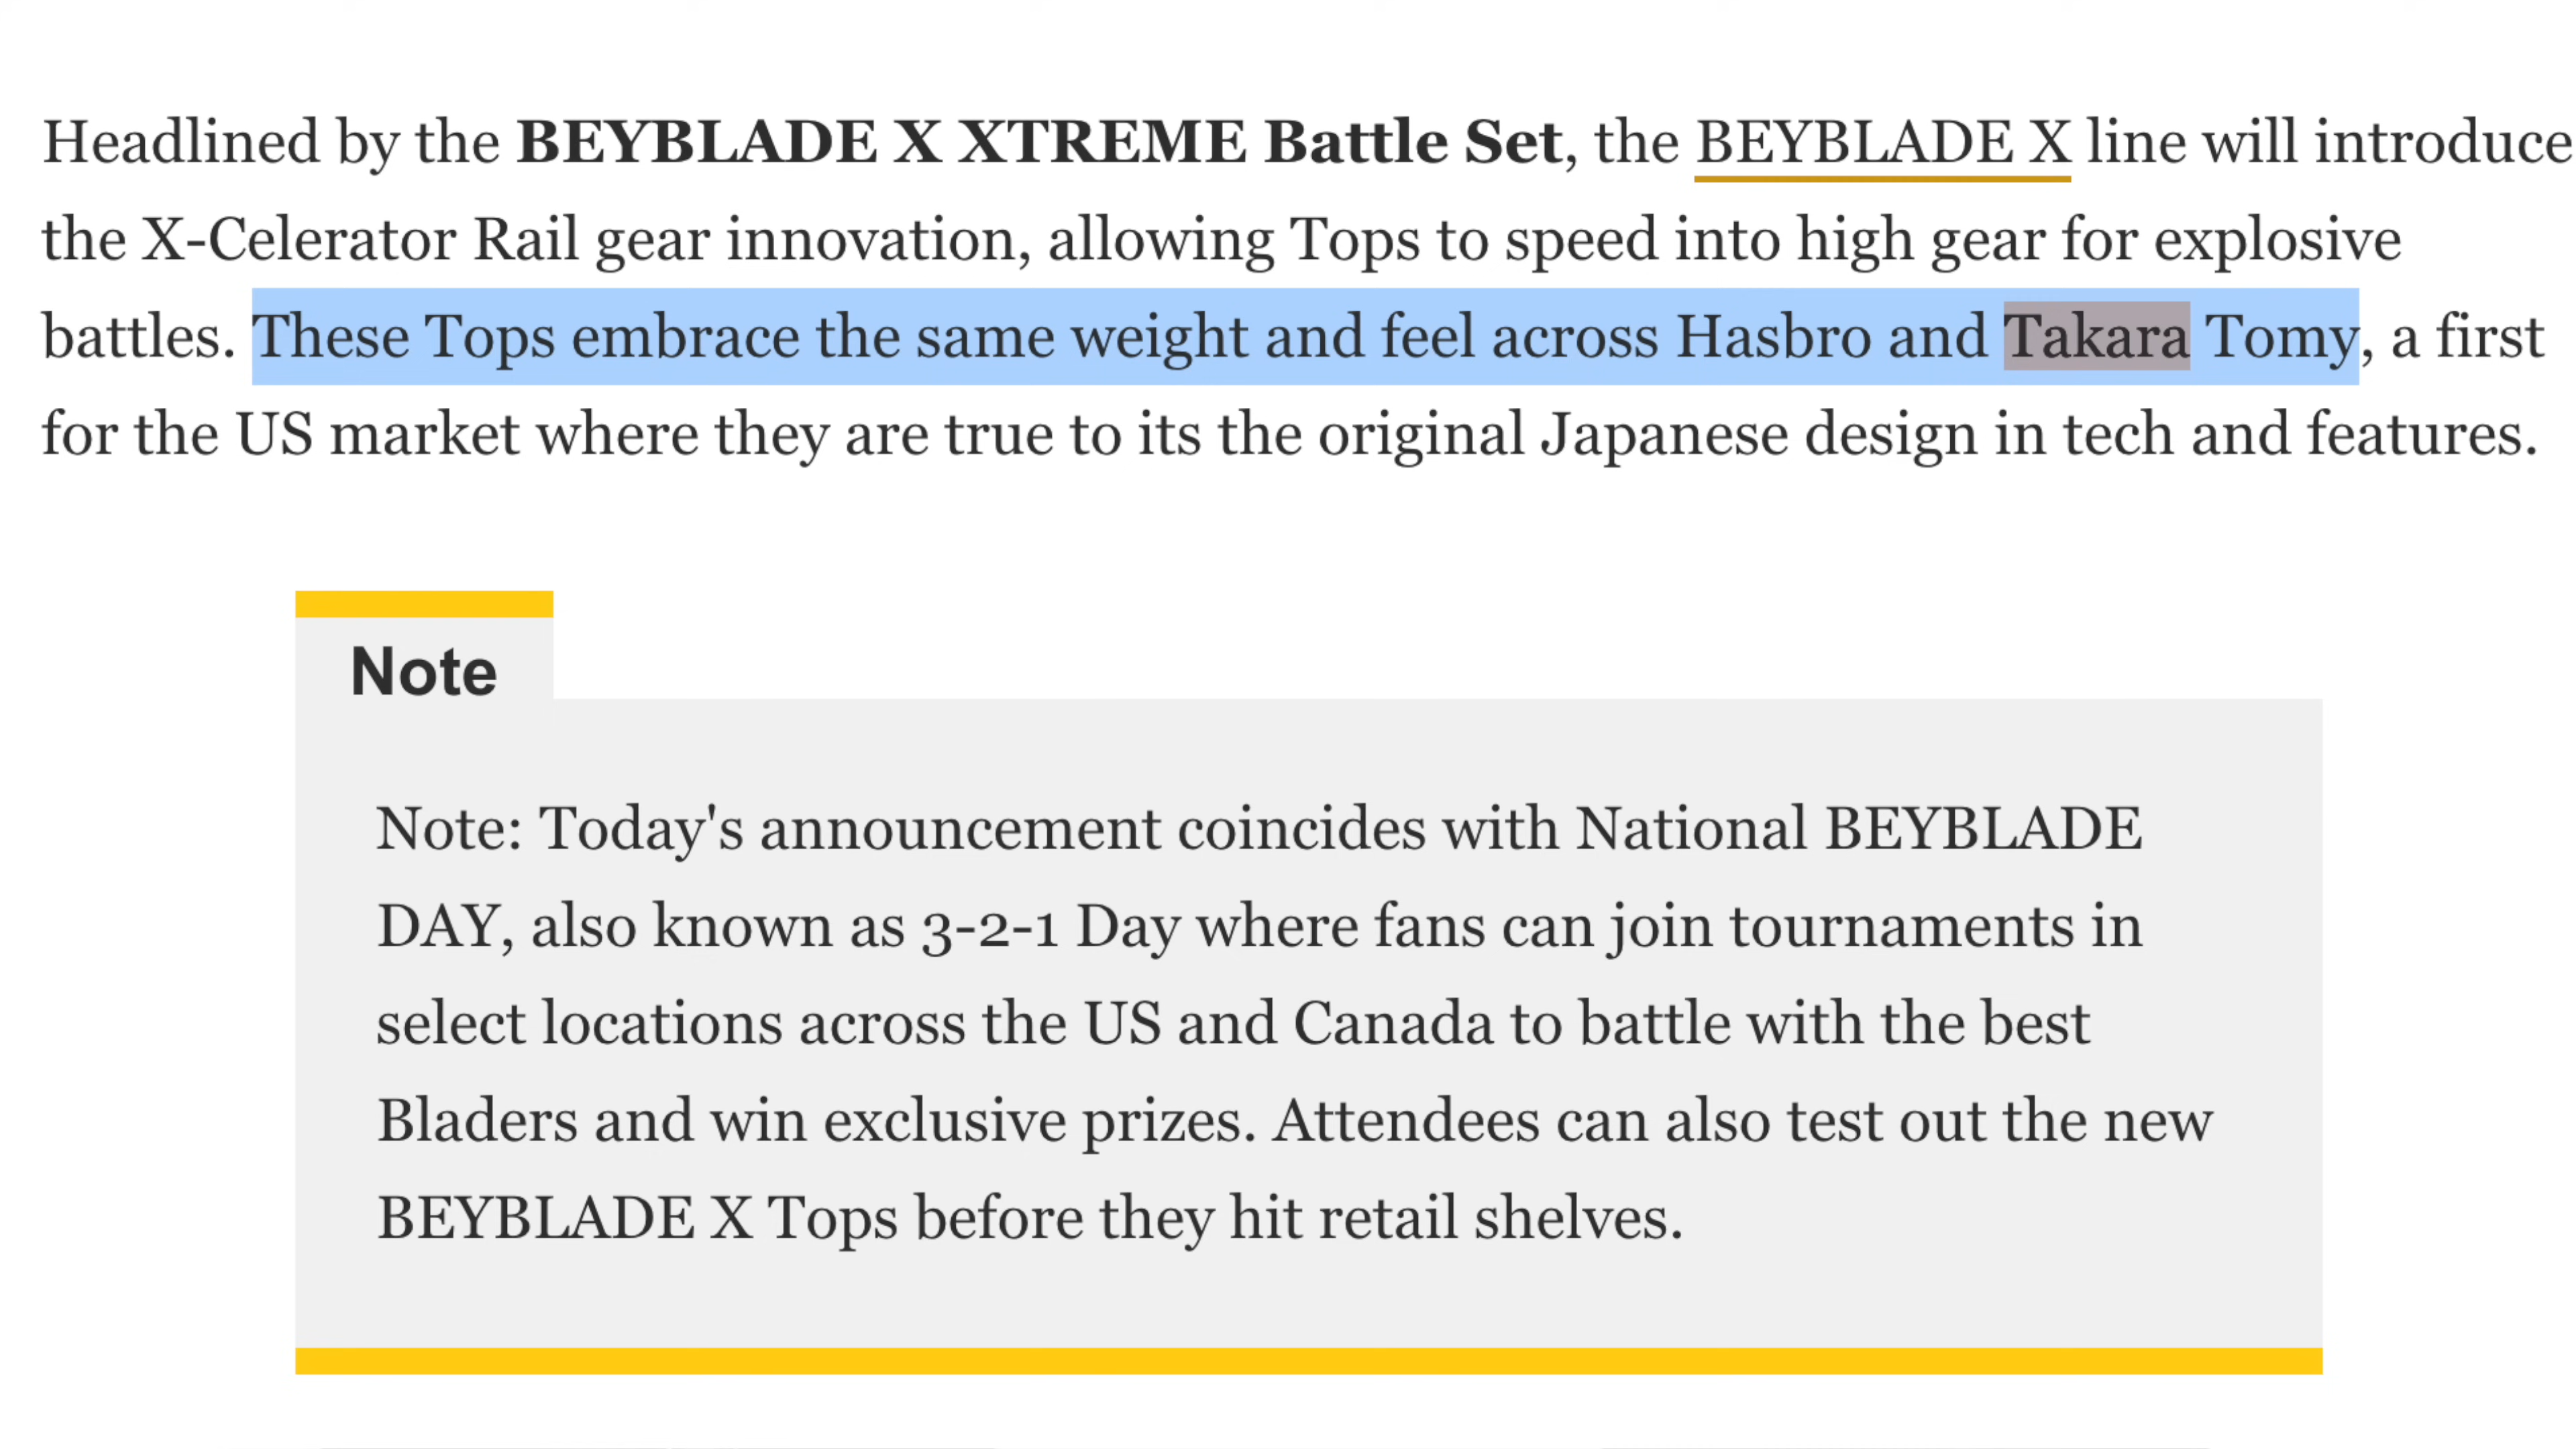 Headlined by the BEYBLADE X XTREME Battle Set, the BEYBLADE X line will introduce
the X-Celerator Rail gear innovation, allowing Tops to speed into high gear for explosive
battles. These Tops embrace the same weight and feel across Hasbro and Takara Tomy, a first
for the US market where they are true to its the original Japanese design in tech and features.
Note
Note: Today's announcement coincides with National BEYBLADE
DAY, also known as 3-2-1 Day where fans can join tournaments in
select locations across the US and Canada to battle with the best
Bladers and win exclusive prizes. Attendees can also test out the new
BEYBLADE X Tops before they hit retail shelves.